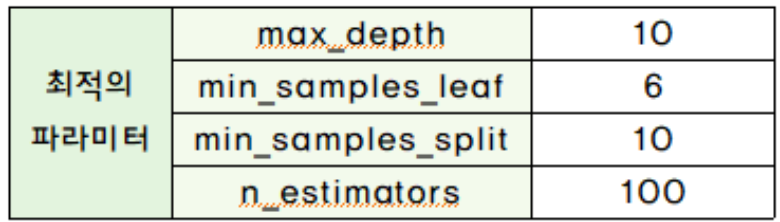 최적의
파라미터
max_depth 10
min_samples_leaf 6
min_samples_split 10
n_estimators 100